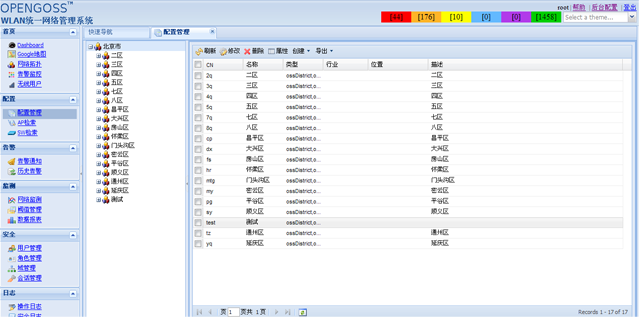 OPENGOSS
WLAN统一网络管理系统
root | 帮助 | 后台配置 | 登出
[44] [176] [10] [0] [0] [1458] Select a theme...
首页
Dashboard
Google地图
网络拓扑
告警监控
无线用户
配置
配置管理
AP检索
SW检索
告警
告警通知
历史告警
监测
网络监测
阈值管理
数据报表
安全
用户管理
角色管理
域管理
会话管理
日志
操作日志
安全日志
快速导航
配置管理
北京市
二区
三区
四区
五区
七区
八区
昌平区
大兴区
房山区
怀柔区
门头沟区
密云区
平谷区
顺义区
通州区
延庆区
测试
刷新 修改 删除 属性 创建 导出
CN 名称 类型 行业 位置 描述
2q 二区 ossDistrict,o... 二区
3q 三区 ossDistrict,o... 三区
4q 四区 ossDistrict,o... 四区
5q 五区 ossDistrict,o... 五区
7q 七区 ossDistrict,o... 七区
8q 八区 ossDistrict,o... 八区
cp 昌平区 ossDistrict,o... 昌平区
dx 大兴区 ossDistrict,o... 大兴区
fs 房山区 ossDistrict,o... 房山区
hr 怀柔区 ossDistrict,o... 怀柔区
mtg 门头沟区 ossDistrict,o... 门头沟区
my 密云区 ossDistrict,o... 密云区
pg 平谷区 ossDistrict,o... 平谷区
sy 顺义区 ossDistrict,o... 顺义区
test 测试 ossDistrict,o...
tz 通州区 ossDistrict,o... 通州区
yq 延庆区 ossDistrict,o... 延庆区
页 1 页共 1 页
Records 1 - 17 of 17